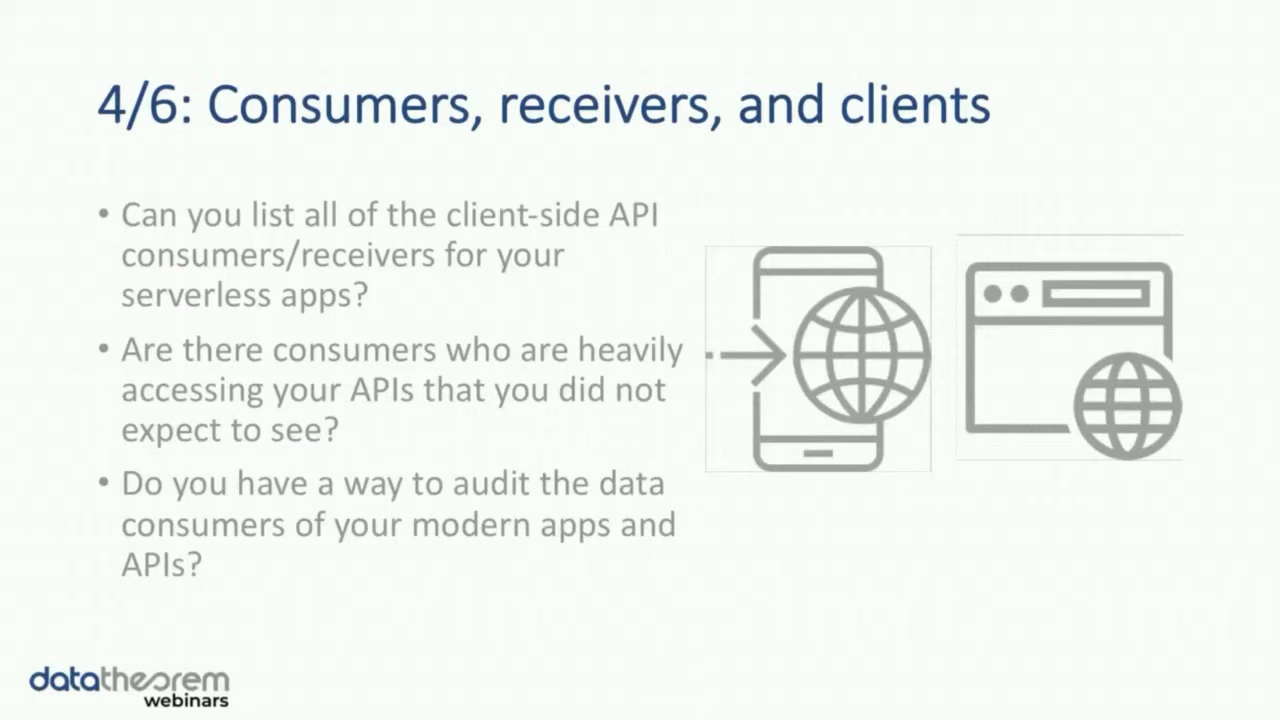 4/6: Consumers, receivers, and clients
• Can you list all of the client-side API
consumers/receivers for your
serverless apps?
• Are there consumers who are heavily
accessing your APIs that you did not
expect to see?
• Do you have a way to audit the data
consumers of your modern apps and
APIs?
datatheorem
webinars